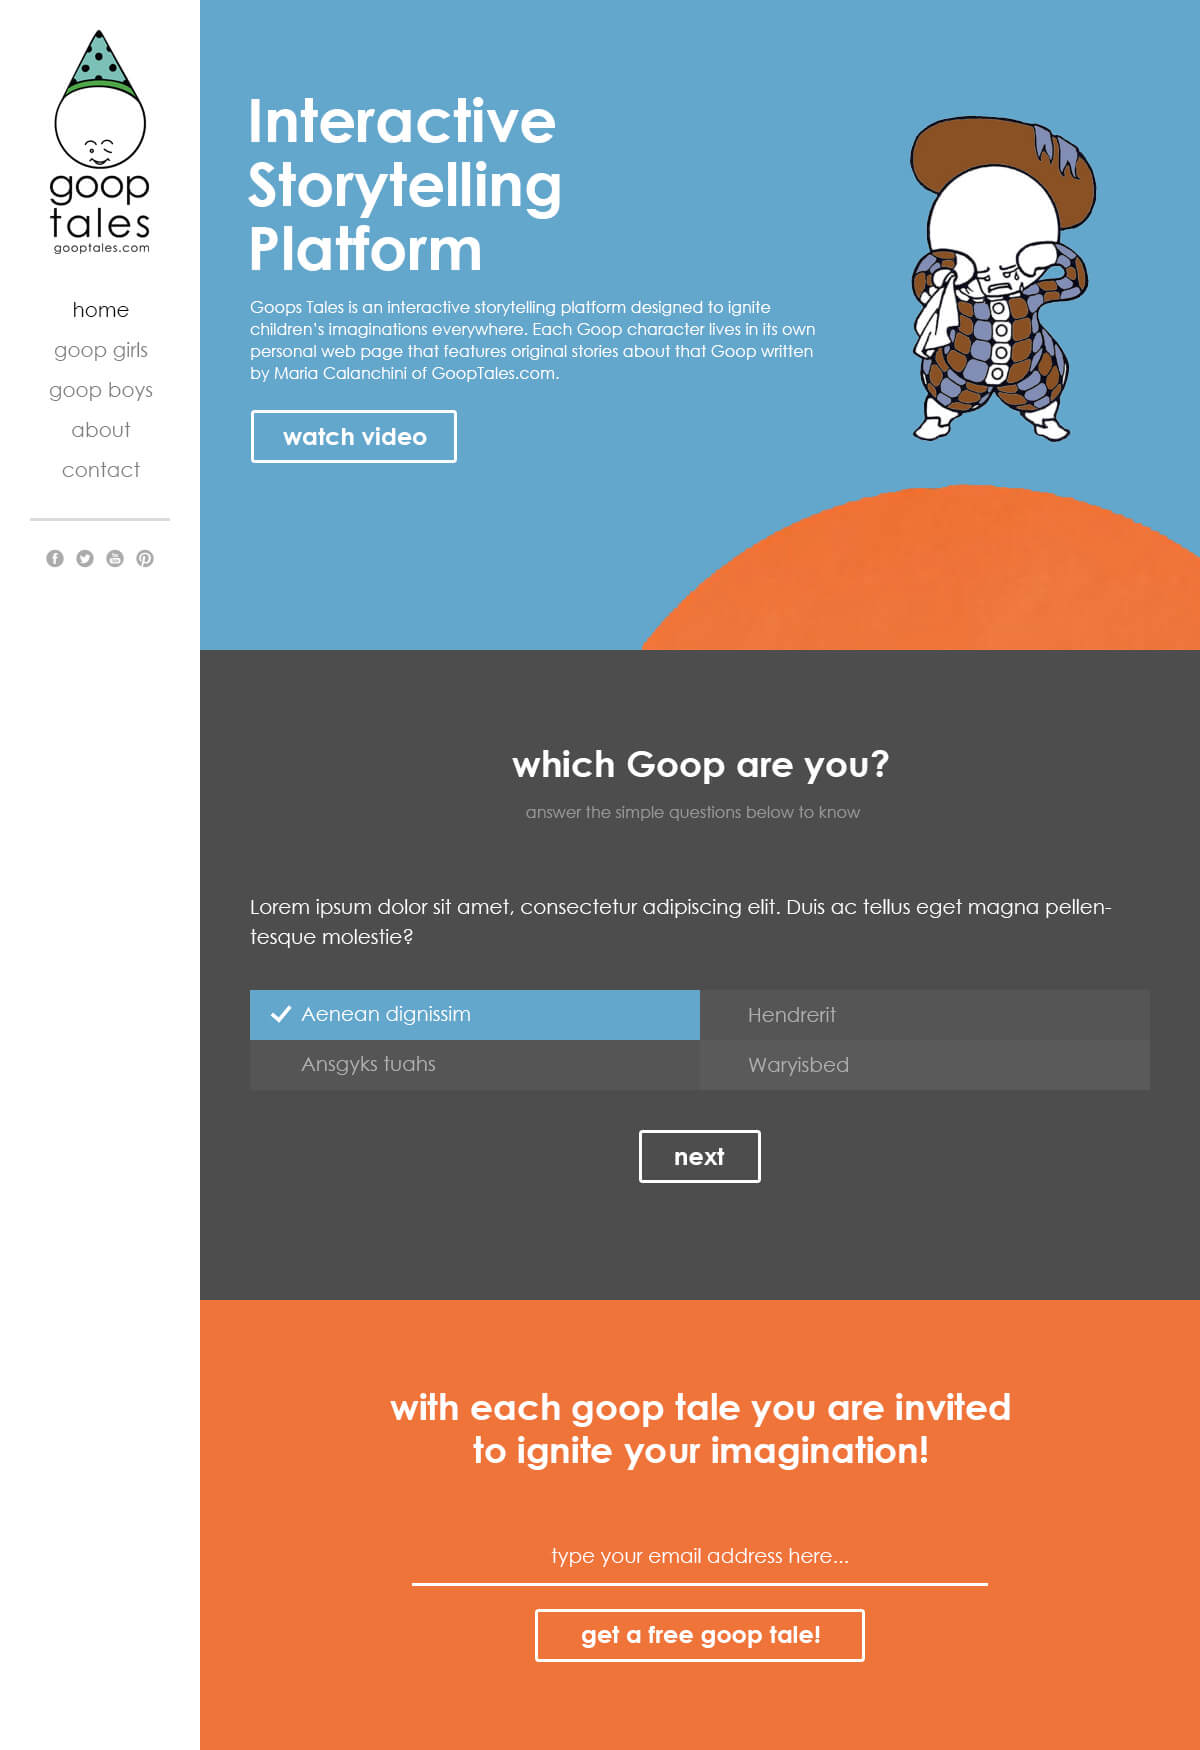 goop
tales
gooptales.com
home
goop girls
goop boys
about
contact
Interactive
Storytelling
Platform
Goops Tales is an interactive storytelling platform designed to ignite
children's imaginations everywhere. Each Goop character lives in its own
personal web page that features original stories about that Goop written
by Maria Calanchini of GoopTales.com.
watch video
which Goop are you?
answer the simple questions below to know
Lorem ipsum dolor sit amet, consectetur adipiscing elit. Duis ac tellus eget magna pellen-
tesque molestie?
Aenean dignissim
Hendrerit
Ansgyks tuahs
Waryisbed
next
with each goop tale you are invited
to ignite your imagination!
type your email address here...
get a free goop tale!